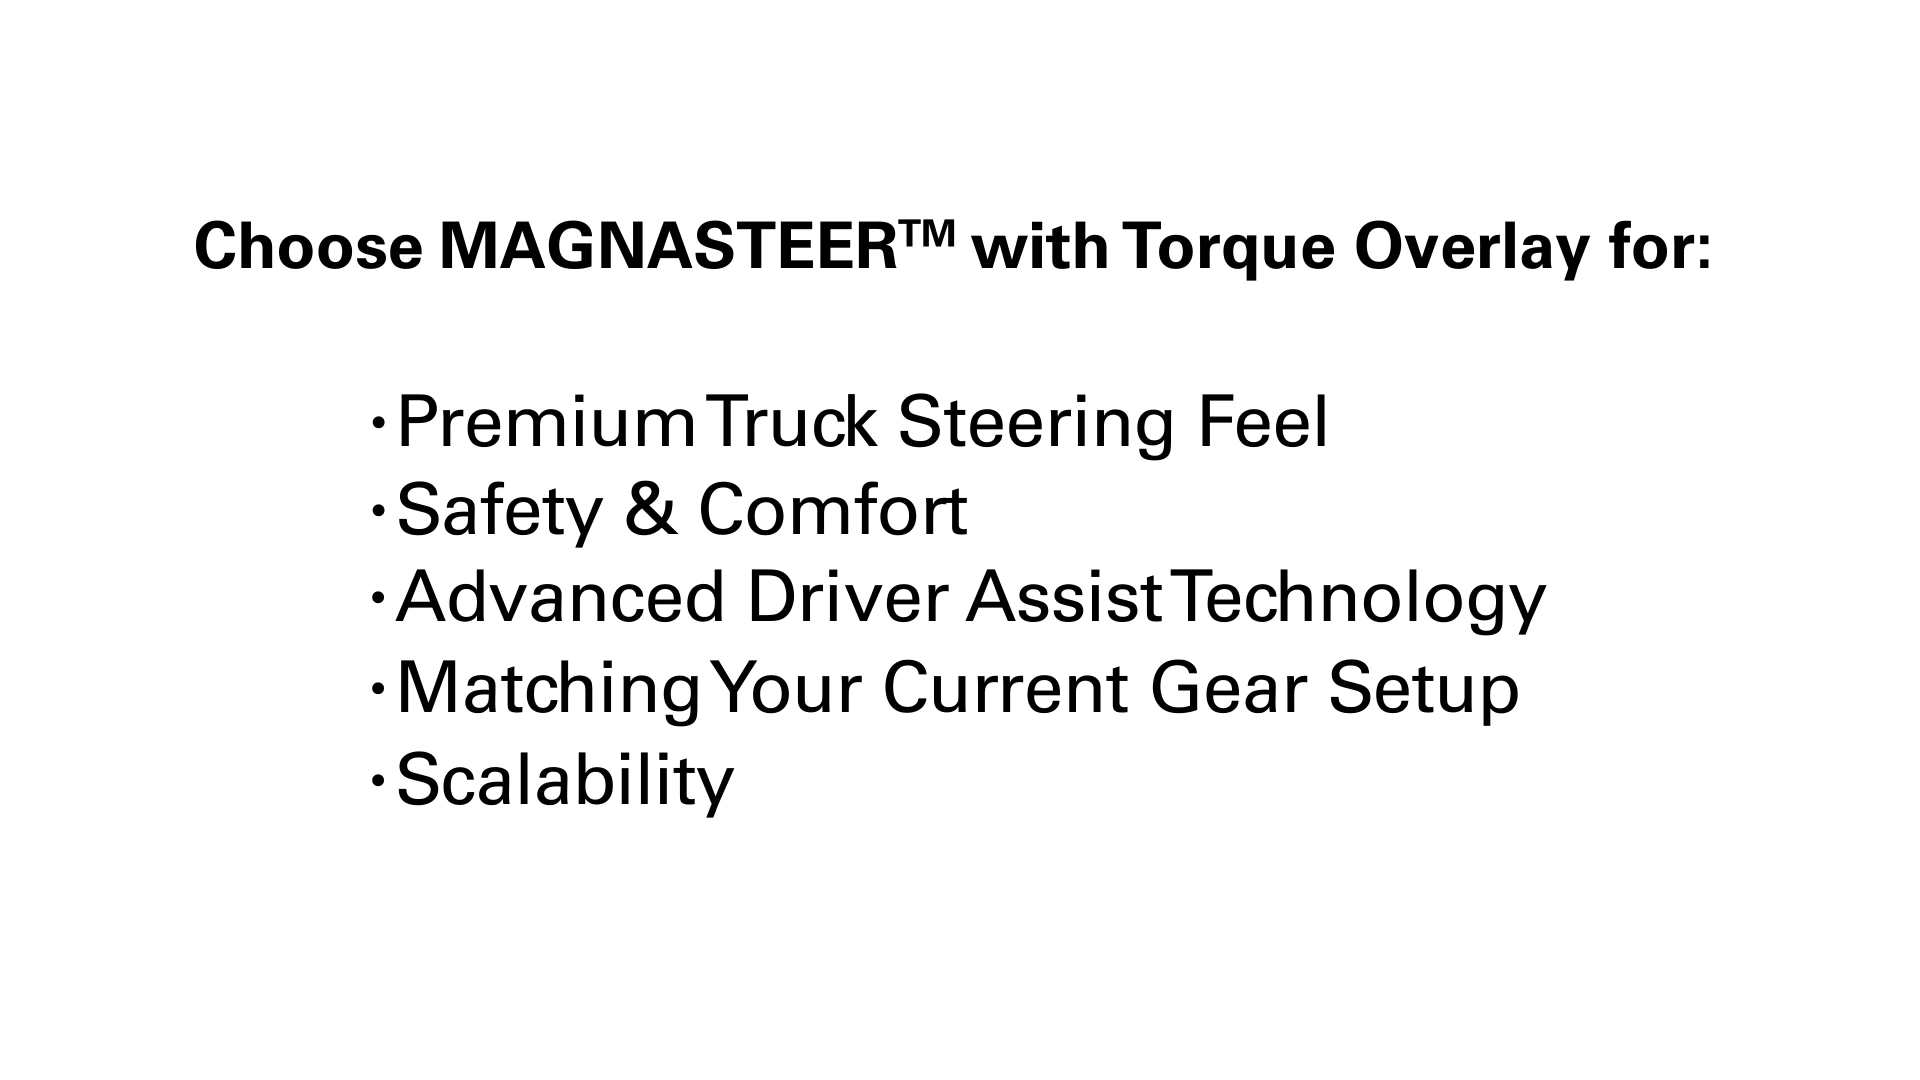 Choose MAGNASTEER™ with Torque Overlay for:
•Premium Truck Steering Feel
•Safety & Comfort
•Advanced Driver Assist Technology
•Matching Your Current Gear Setup
•Scalability